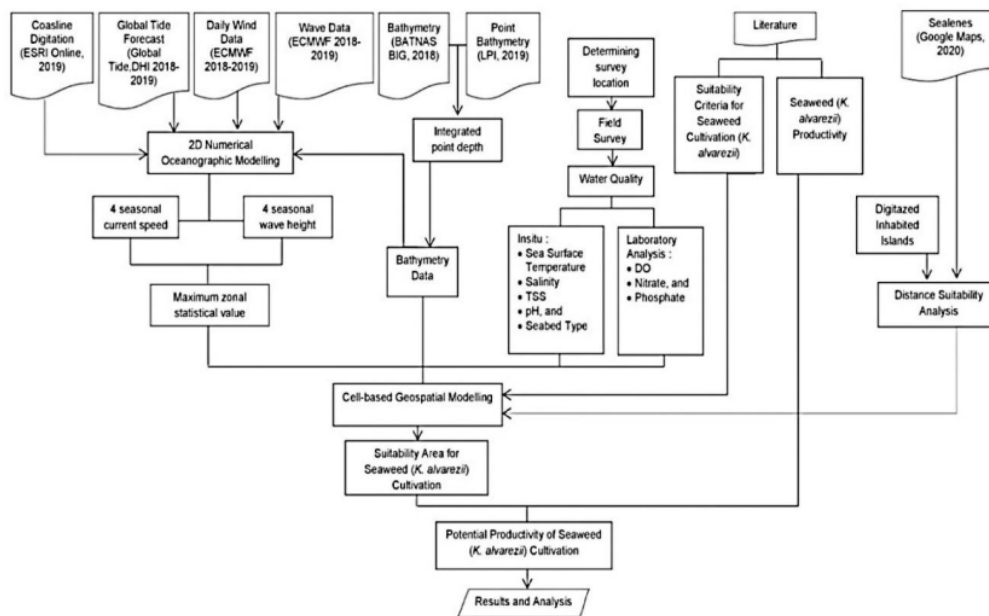 Coasline
Digitation
(ESRI Online,
2019)
Global Tide
Forecast
(Global
Tide,DHI 2018-
2019)
Daily Wind
Data
(ECMWF
2018-2019)
Wave Data
(ECMWF 2018-
2019)
Bathymetry
(BATNAS
BIG, 2018)
Point
Bathymetry
(LPI, 2019)
Determining
survey
location
Literature
Sealenes
(Google Maps,
2020)
2D Numerical
Oceanographic Modelling
Integrated
point depth
Field
Survey
Suitability
Criteria for
Seaweed
Cultivation (K.
alvarezii)
Seaweed (K.
alvarezii)
Productivity
Water Quality
4 seasonal
current speed
4 seasonal
wave height
Bathymetry
Data
Insitu :
• Sea Surface
Temperature
• Salinity
• TSS
• pH, and
• Seabed Type
Laboratory
Analysis :
• DO
• Nitrate, and
• Phosphate
Digitazed
Inhabited
Islands
Maximum zonal
statistical value
Distance Suitability
Analysis
Cell-based Geospatial Modelling
Suitability Area for
Seaweed (K. alvarezii)
Cultivation
Potential Productivity of Seaweed
(K. alvarezii) Cultivation
Results and Analysis